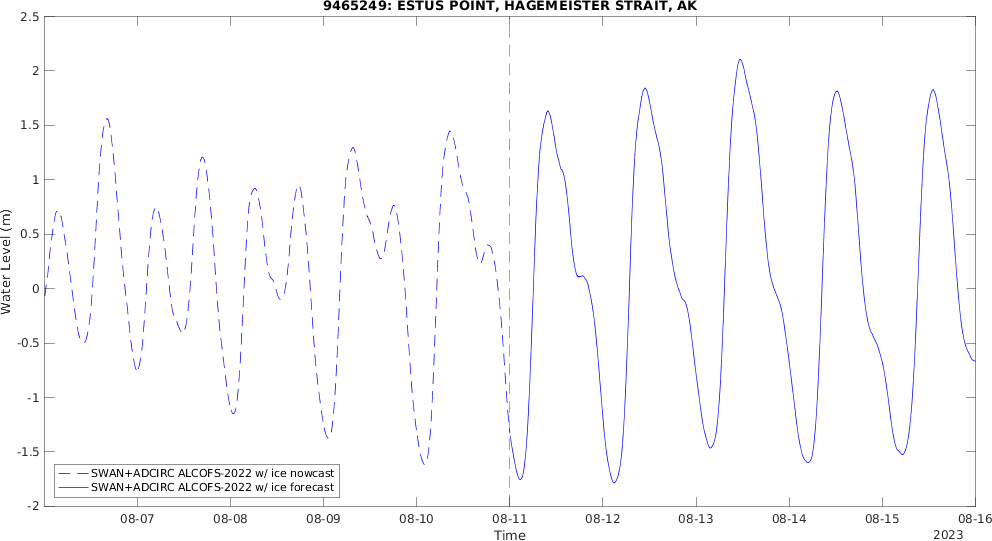 9465249: ESTUS POINT, HAGEMEISTER STRAIT, AK
2.5
2
1.5
1
0.5
0
-0.5
-1
-1.5
-2
Water Level (m)
SWAN+ADCIRC ALCOFS-2022 w/ ice nowcast
SWAN+ADCIRC ALCOFS-2022 w/ ice forecast
08-07 08-08 08-09 08-10 08-11 08-12 08-13 08-14 08-15 08-16
Time
2023